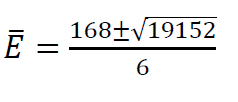 Ē = (168±√19152)/6